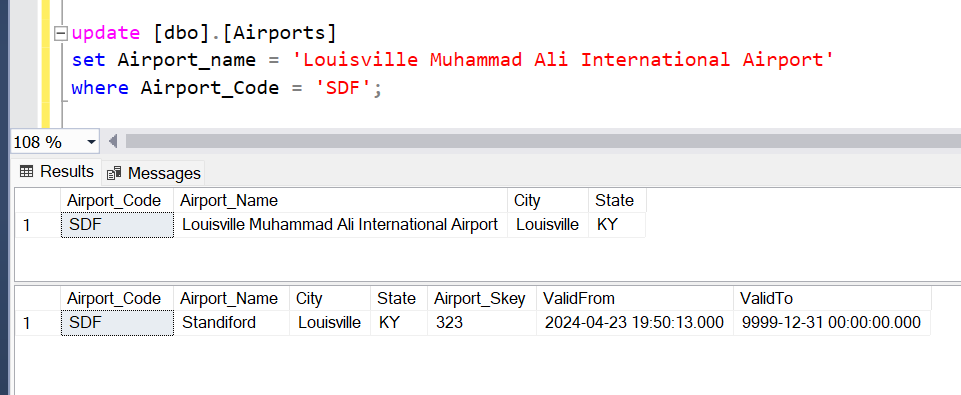 update [dbo].[Airports]
set Airport_name = 'Louisville Muhammad Ali International Airport'
where Airport_Code = 'SDF';
108 %
Results Messages
Airport_Code Airport_Name City State
1 SDF Louisville Muhammad Ali International Airport Louisville KY
Airport_Code Airport_Name City State Airport_Skey ValidFrom ValidTo
1 SDF Standiford Louisville KY 323 2024-04-23 19:50:13.000 9999-12-31 00:00:00.000